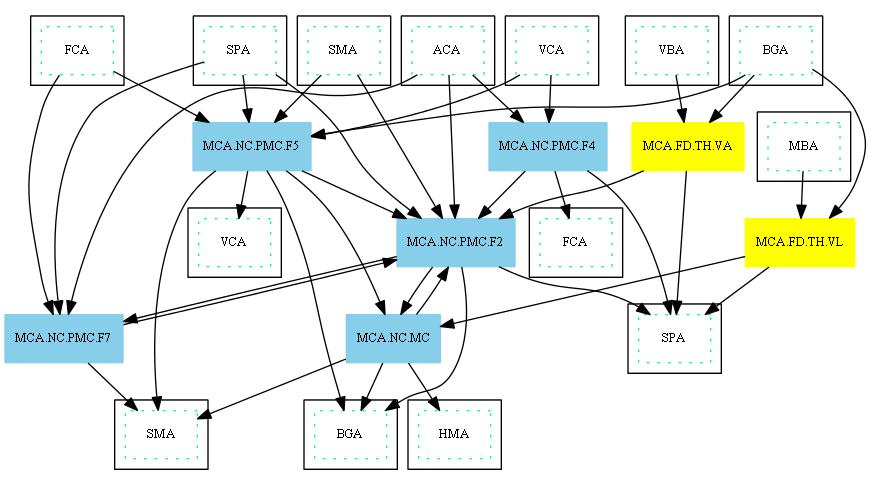 FCA
SPA
SMA
ACA
VCA
VBA
BGA
MCA.NC.PMC.F5
MCA.NC.PMC.F4
MCA.FD.TH.VA
MBA
VCA
MCA.NC.PMC.F2
FCA
MCA.FD.TH.VL
MCA.NC.PMC.F7
MCA.NC.MC
SPA
SMA
BGA
HMA